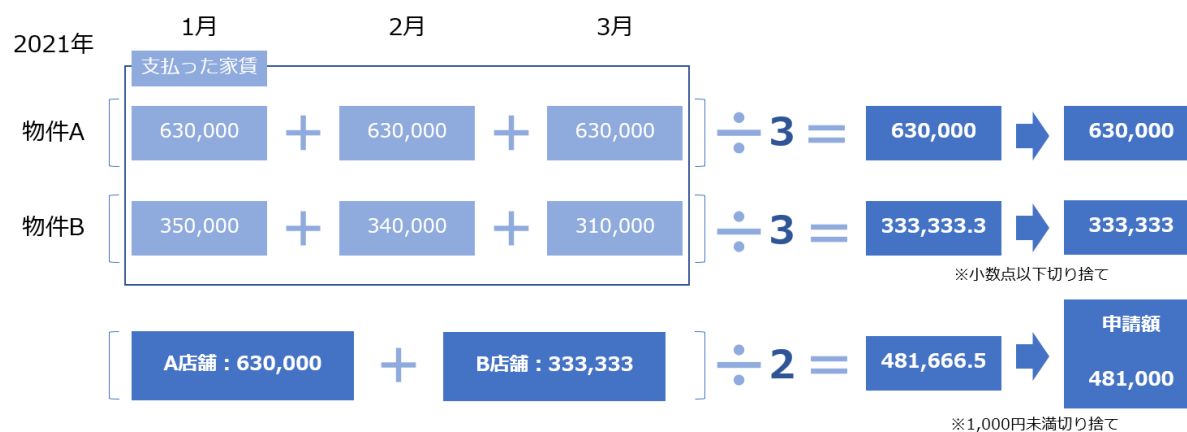 2021年 1月 2月 3月
支払った家賃
物件A 630,000 + 630,000 + 630,000 ÷ 3 = 630,000 630,000
物件B 350,000 + 340,000 + 310,000 ÷ 3 = 333,333.3 333,333
※小数点以下切り捨て
A店舗：630,000 + B店舗：333,333 ÷ 2 = 481,666.5 申請額
481,000
※1,000円未満切り捨て